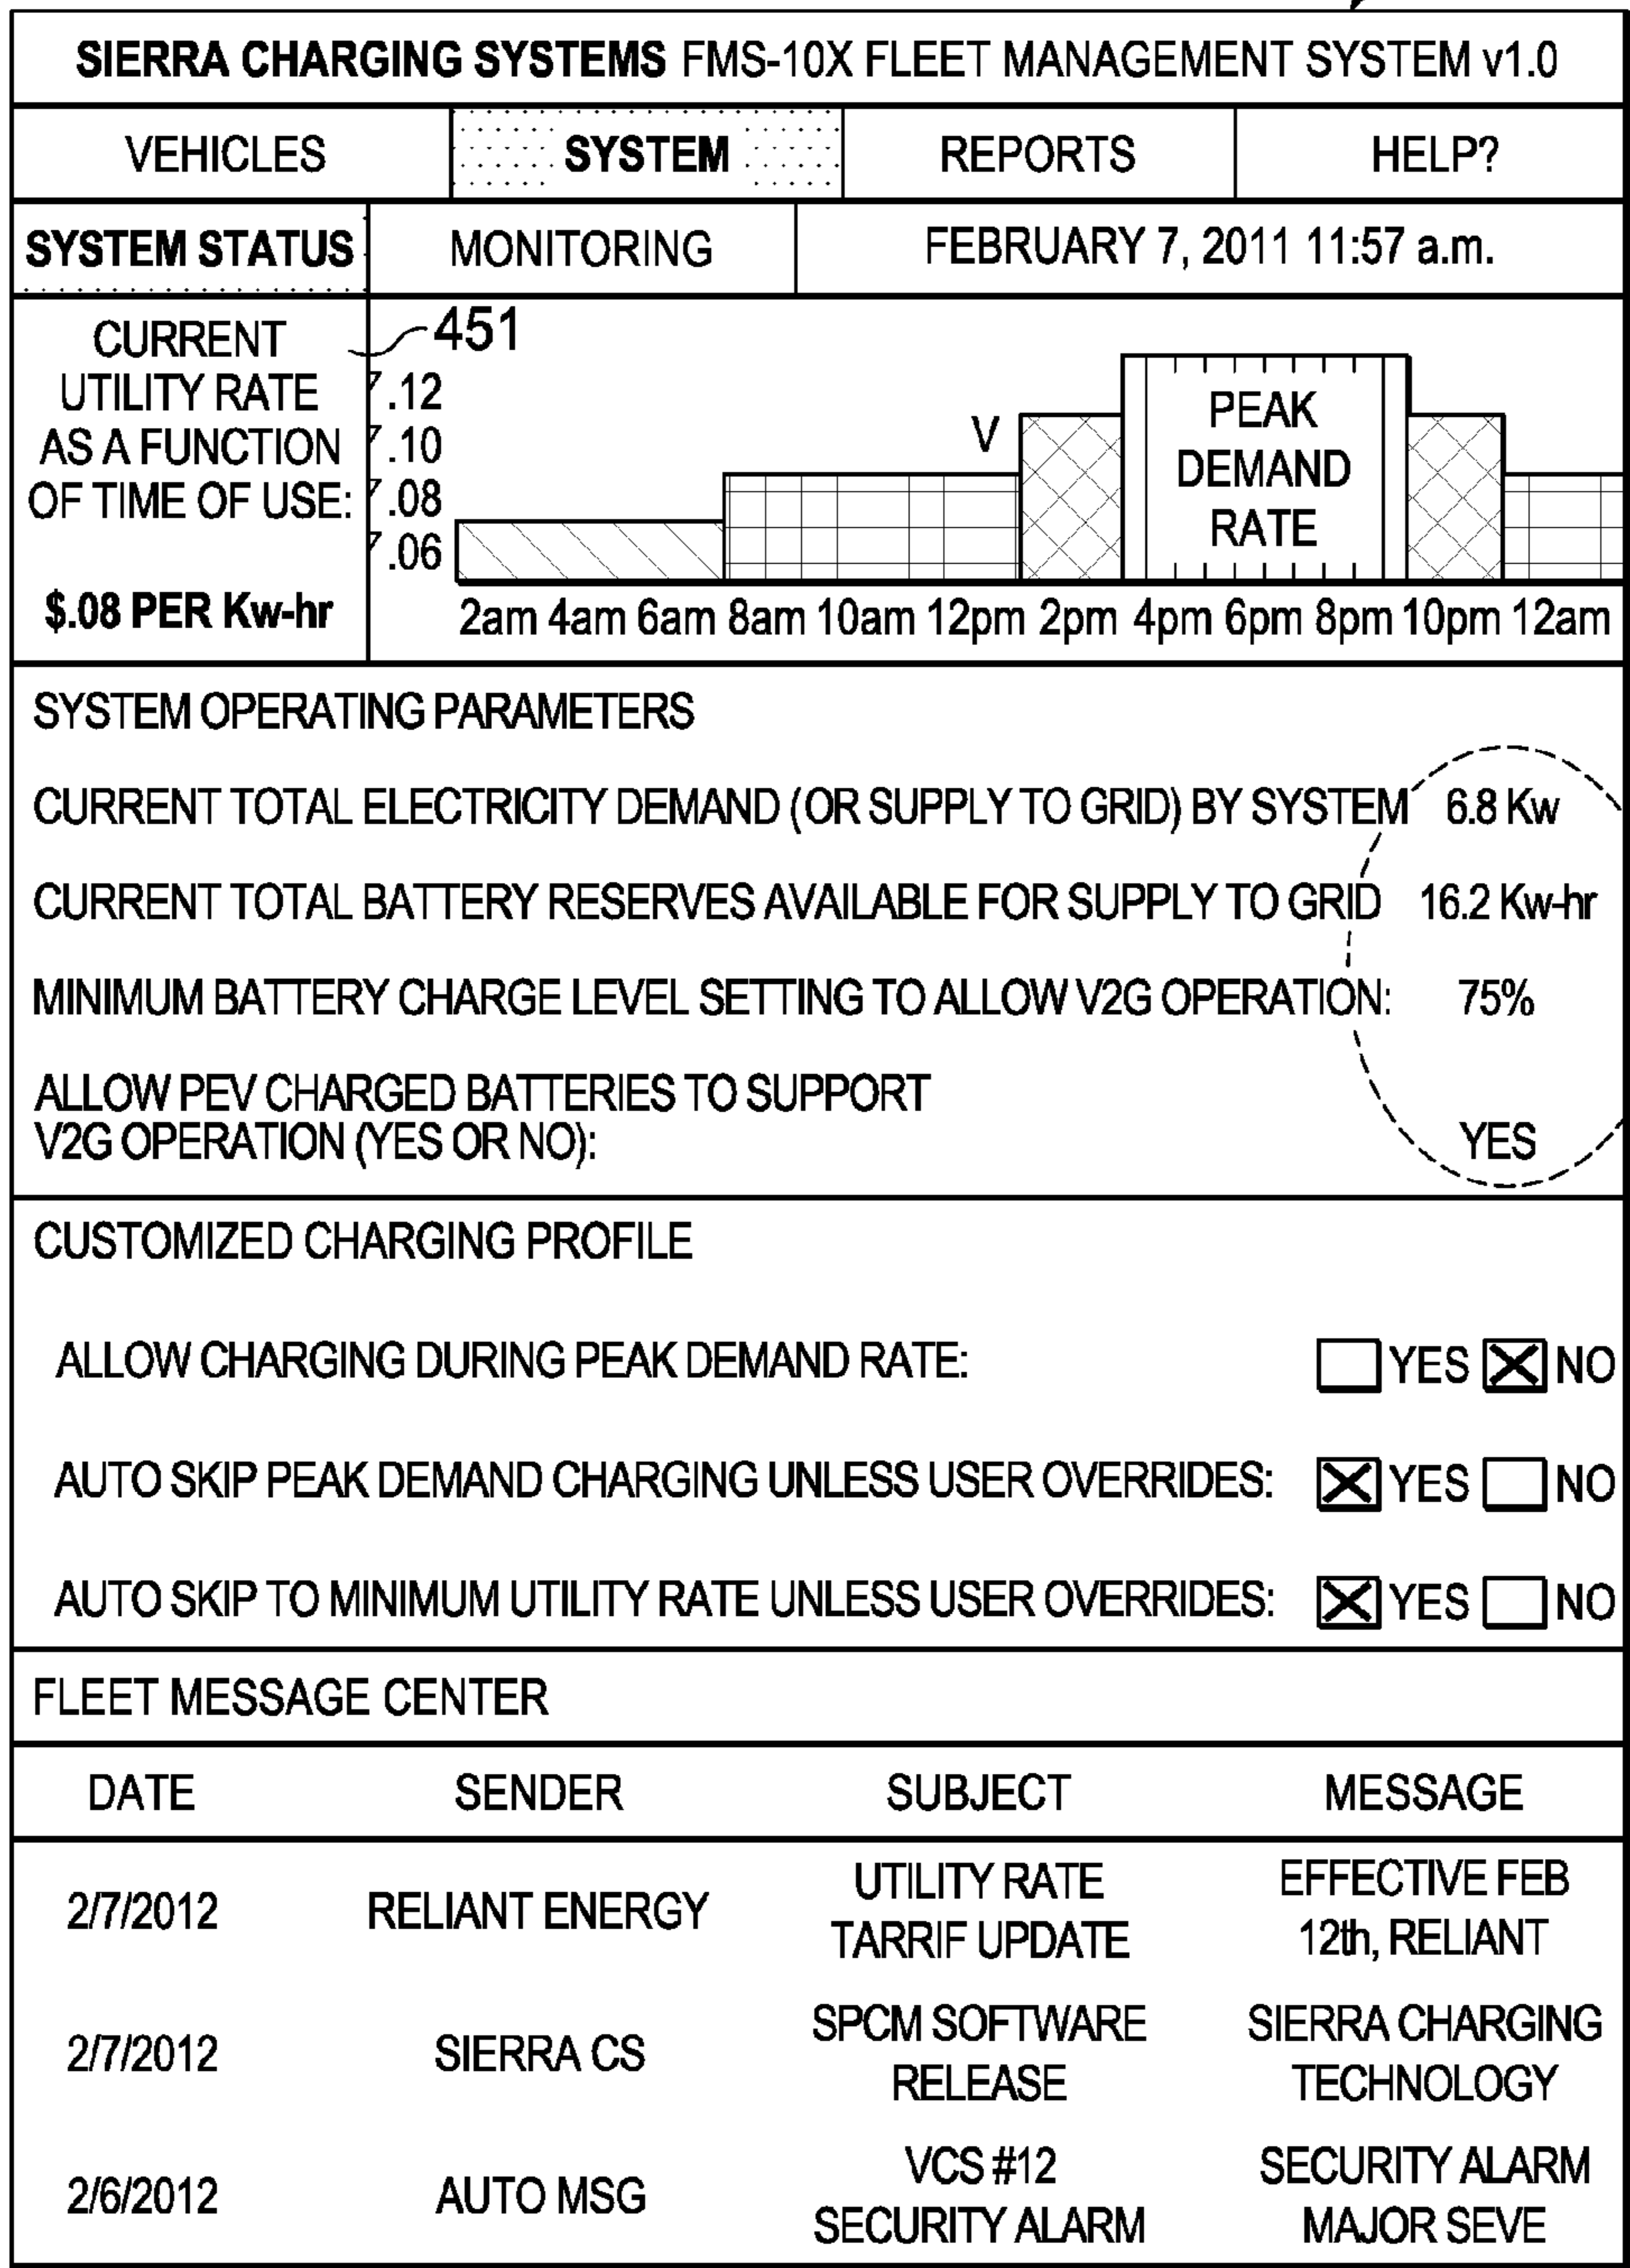 SIERRA CHARGING SYSTEMS FMS-10X FLEET MANAGEMENT SYSTEM v1.0
VEHICLES SYSTEM REPORTS HELP?
SYSTEM STATUS MONITORING FEBRUARY 7, 2011 11:57 a.m.
CURRENT
UTILITY RATE
AS A FUNCTION
OF TIME OF USE:
$.08 PER Kw-hr
451
.12
.10
.08
.06
V
PEAK
DEMAND
RATE
2am 4am 6am 8am 10am 12pm 2pm 4pm 6pm 8pm 10pm 12am
SYSTEM OPERATING PARAMETERS
CURRENT TOTAL ELECTRICITY DEMAND (OR SUPPLY TO GRID) BY SYSTEM 6.8 Kw
CURRENT TOTAL BATTERY RESERVES AVAILABLE FOR SUPPLY TO GRID 16.2 Kw-hr
MINIMUM BATTERY CHARGE LEVEL SETTING TO ALLOW V2G OPERATION: 75%
ALLOW PEV CHARGED BATTERIES TO SUPPORT
V2G OPERATION (YES OR NO): YES
CUSTOMIZED CHARGING PROFILE
ALLOW CHARGING DURING PEAK DEMAND RATE: YES NO
AUTO SKIP PEAK DEMAND CHARGING UNLESS USER OVERRIDES: YES NO
AUTO SKIP TO MINIMUM UTILITY RATE UNLESS USER OVERRIDES: YES NO
FLEET MESSAGE CENTER
DATE SENDER SUBJECT MESSAGE
2/7/2012 RELIANT ENERGY UTILITY RATE
TARRIF UPDATE EFFECTIVE FEB
12th, RELIANT
2/7/2012 SIERRA CS SPCM SOFTWARE
RELEASE SIERRA CHARGING
TECHNOLOGY
2/6/2012 AUTO MSG VCS #12
SECURITY ALARM SECURITY ALARM
MAJOR SEVE